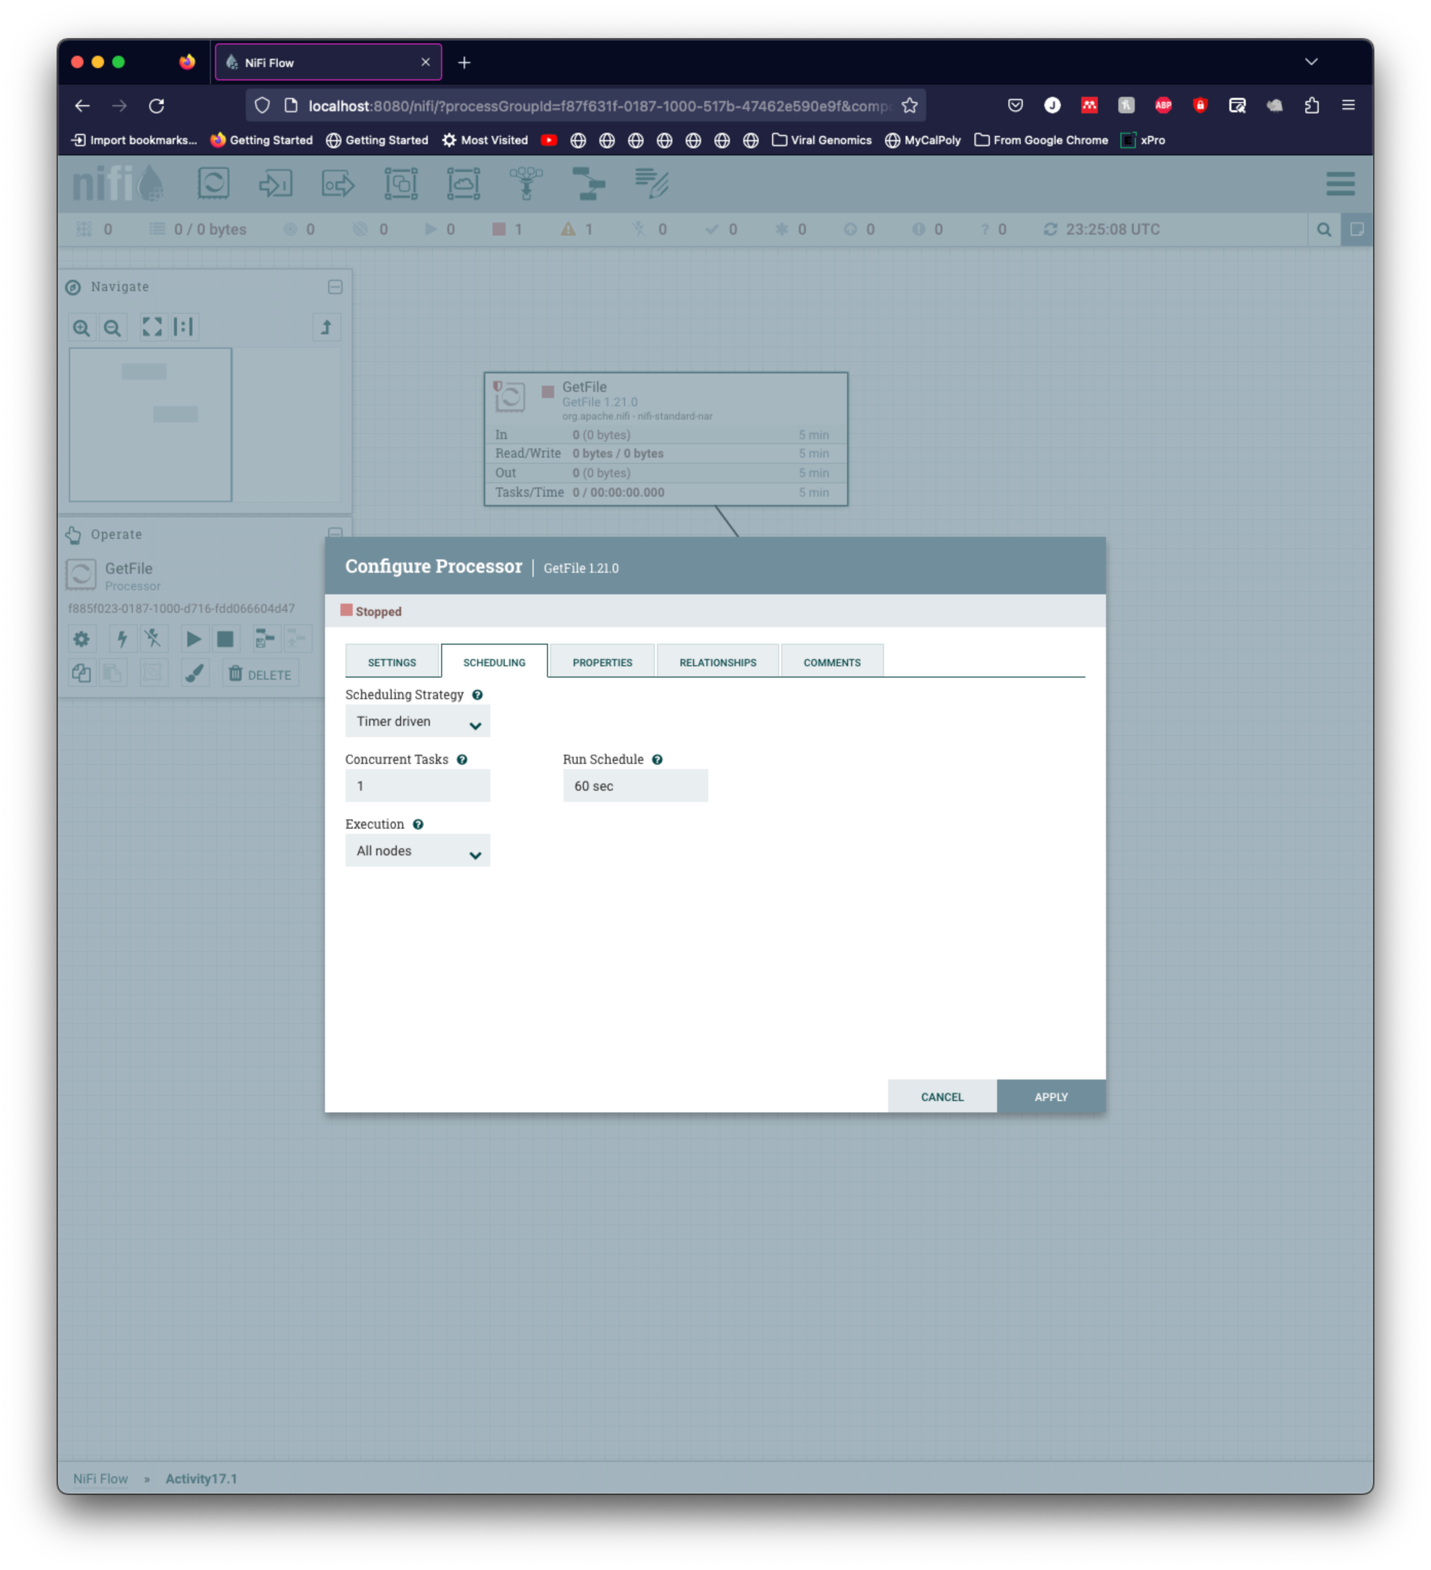 NiFi Flow
localhost:8080/nifi/?processGroupId=f87f631f-0187-1000-517b-47462e590e9f&compo
Import bookmarks... Getting Started Getting Started Most Visited Viral Genomics MyCalPoly From Google Chrome xPro
nifi
0 0 / 0 bytes 0 0 0 1 1 0 0 0 0 0 ? 0 23:25:08 UTC
Navigate
GetFile
GetFile 1.21.0
org.apache.nifi - nifi-standard-nar
In 0 (0 bytes) 5 min
Read/Write 0 bytes / 0 bytes 5 min
Out 0 (0 bytes) 5 min
Tasks/Time 0 / 00:00:00.000 5 min
Operate
GetFile
Processor
f885f023-0187-1000-d716-fdd066604d47
DELETE
Configure Processor | GetFile 1.21.0
Stopped
SETTINGS SCHEDULING PROPERTIES RELATIONSHIPS COMMENTS
Scheduling Strategy
Timer driven
Concurrent Tasks Run Schedule
1 60 sec
Execution
All nodes
CANCEL APPLY
NiFi Flow » Activity17.1